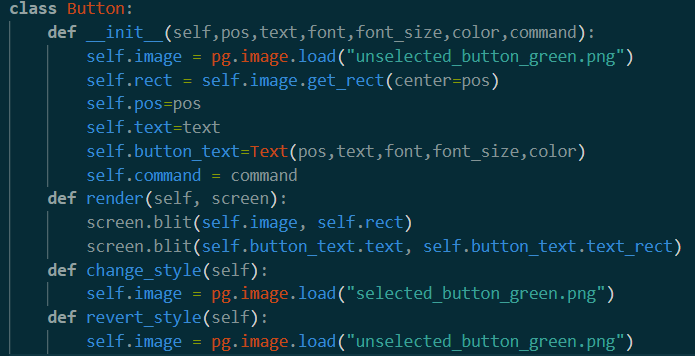 class Button:
    def __init__(self,pos,text,font,font_size,color,command):
        self.image = pg.image.load("unselected_button_green.png")
        self.rect = self.image.get_rect(center=pos)
        self.pos=pos
        self.text=text
        self.button_text=Text(pos,text,font,font_size,color)
        self.command = command
    def render(self, screen):
        screen.blit(self.image, self.rect)
        screen.blit(self.button_text.text, self.button_text.text_rect)
    def change_style(self):
        self.image = pg.image.load("selected_button_green.png")
    def revert_style(self):
        self.image = pg.image.load("unselected_button_green.png")